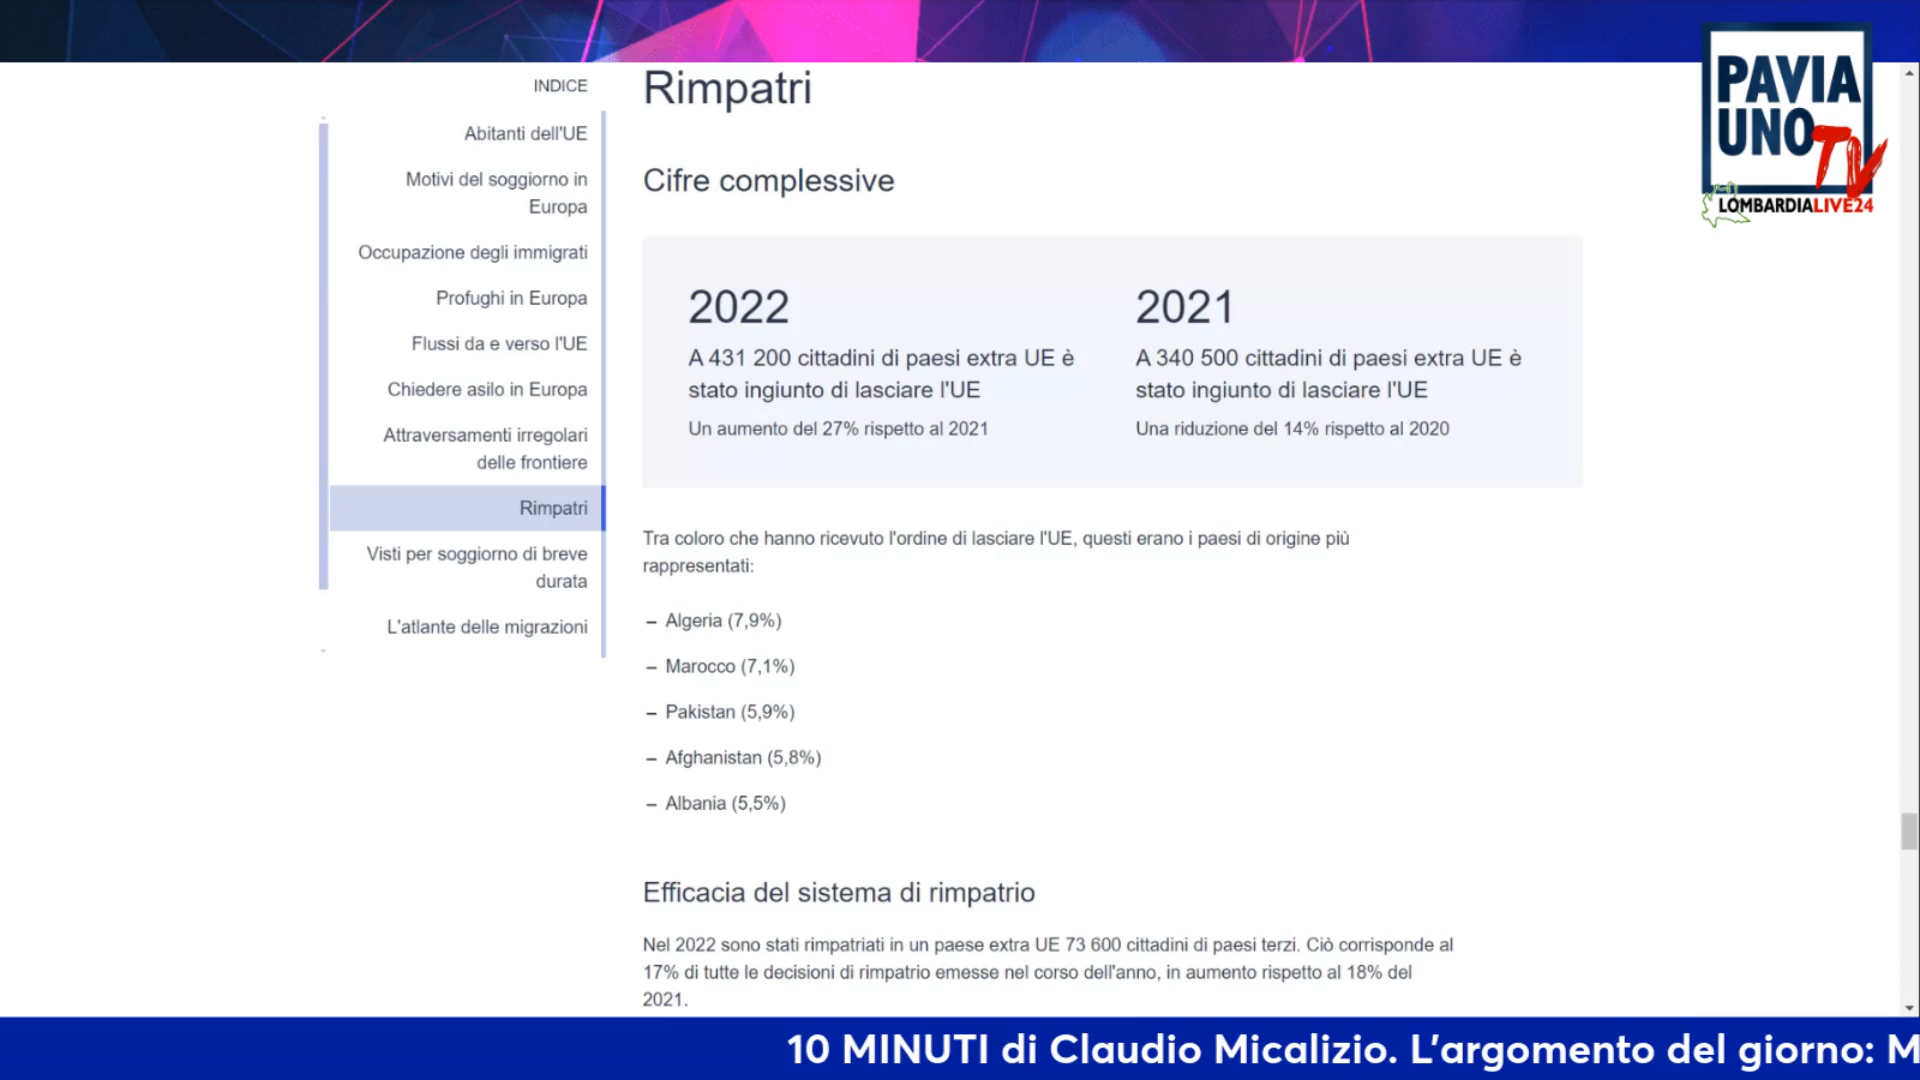 PAVIA
UNO TV
LOMBARDIALIVE24
INDICE
Abitanti dell'UE
Motivi del soggiorno in
Europa
Occupazione degli immigrati
Profughi in Europa
Flussi da e verso l'UE
Chiedere asilo in Europa
Attraversamenti irregolari
delle frontiere
Rimpatri
Visti per soggiorno di breve
durata
L'atlante delle migrazioni
Rimpatri
Cifre complessive
2022
A 431 200 cittadini di paesi extra UE è
stato ingiunto di lasciare l'UE
Un aumento del 27% rispetto al 2021
2021
A 340 500 cittadini di paesi extra UE è
stato ingiunto di lasciare l'UE
Una riduzione del 14% rispetto al 2020
Tra coloro che hanno ricevuto l'ordine di lasciare l'UE, questi erano i paesi di origine più
rappresentati:
– Algeria (7,9%)
– Marocco (7,1%)
– Pakistan (5,9%)
– Afghanistan (5,8%)
– Albania (5,5%)
Efficacia del sistema di rimpatrio
Nel 2022 sono stati rimpatriati in un paese extra UE 73 600 cittadini di paesi terzi. Ciò corrisponde al
17% di tutte le decisioni di rimpatrio emesse nel corso dell'anno, in aumento rispetto al 18% del
2021.
10 MINUTI di Claudio Micalizio. L'argomento del giorno: M